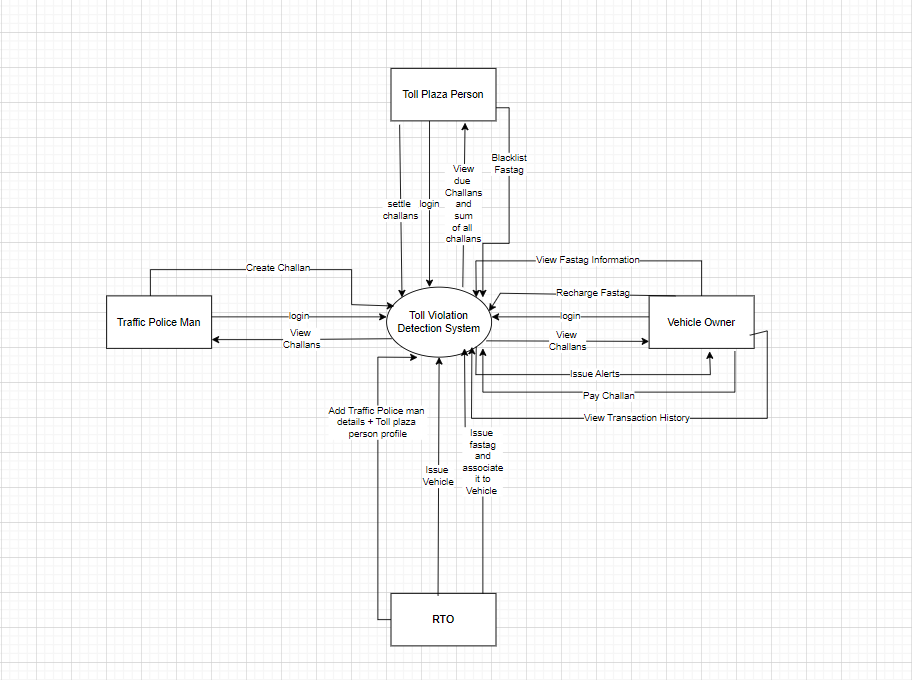 Toll Plaza Person
Blacklist
Fastag
View
due
Challans
and
sum
of all
challans
settle
challans
login
View Fastag Information
Create Challan
Recharge Fastag
Traffic Police Man
login
View
Challans
Toll Violation
Detection System
login
View
Challans
Vehicle Owner
Issue Alerts
Pay Challan
View Transaction History
Add Traffic Police man
details + Toll plaza
person profile
Issue
Vehicle
Issue
fastag
and
associate
it to
Vehicle
RTO